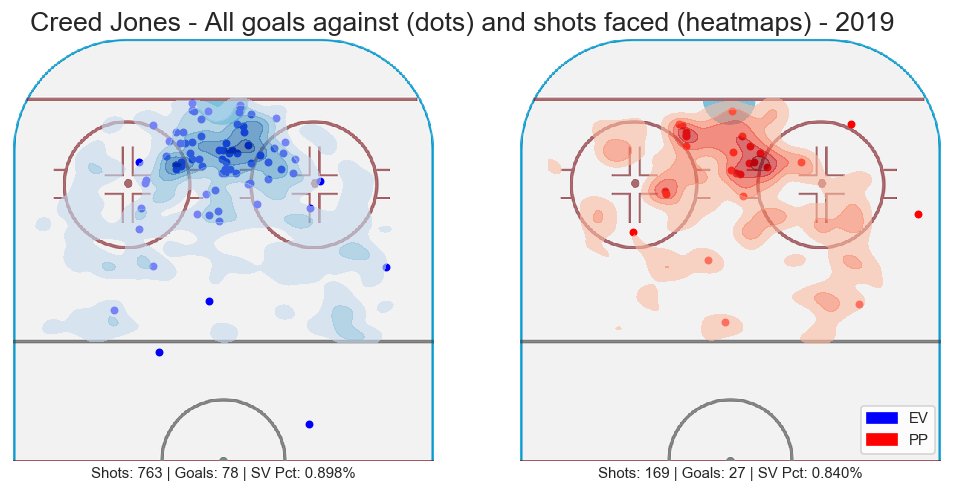 Creed Jones - All goals against (dots) and shots faced (heatmaps) - 2019
EV
PP
Shots: 763 | Goals: 78 | SV Pct: 0.898%
Shots: 169 | Goals: 27 | SV Pct: 0.840%